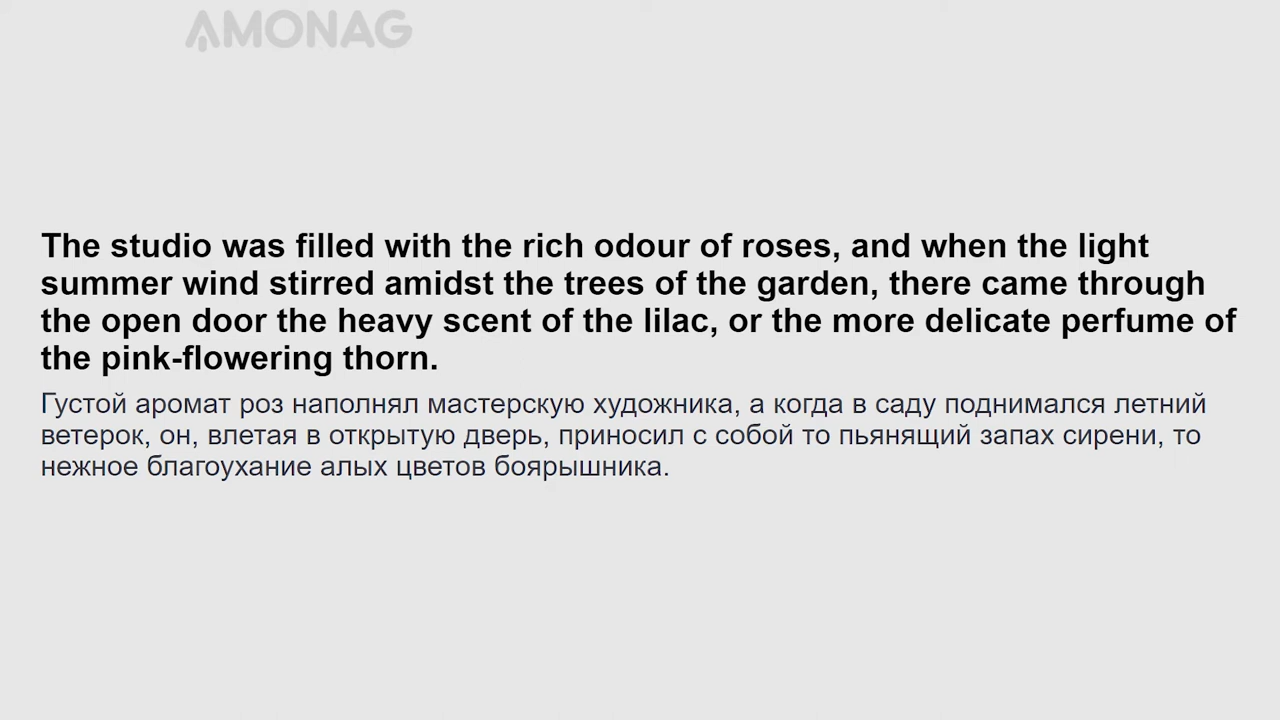 AMONAG
The studio was filled with the rich odour of roses, and when the light
summer wind stirred amidst the trees of the garden, there came through
the open door the heavy scent of the lilac, or the more delicate perfume of
the pink-flowering thorn.
Густой аромат роз наполнял мастерскую художника, а когда в саду поднимался летний
ветерок, он, влетая в открытую дверь, приносил с собой то пьянящий запах сирени, то
нежное благоухание алых цветов боярышника.